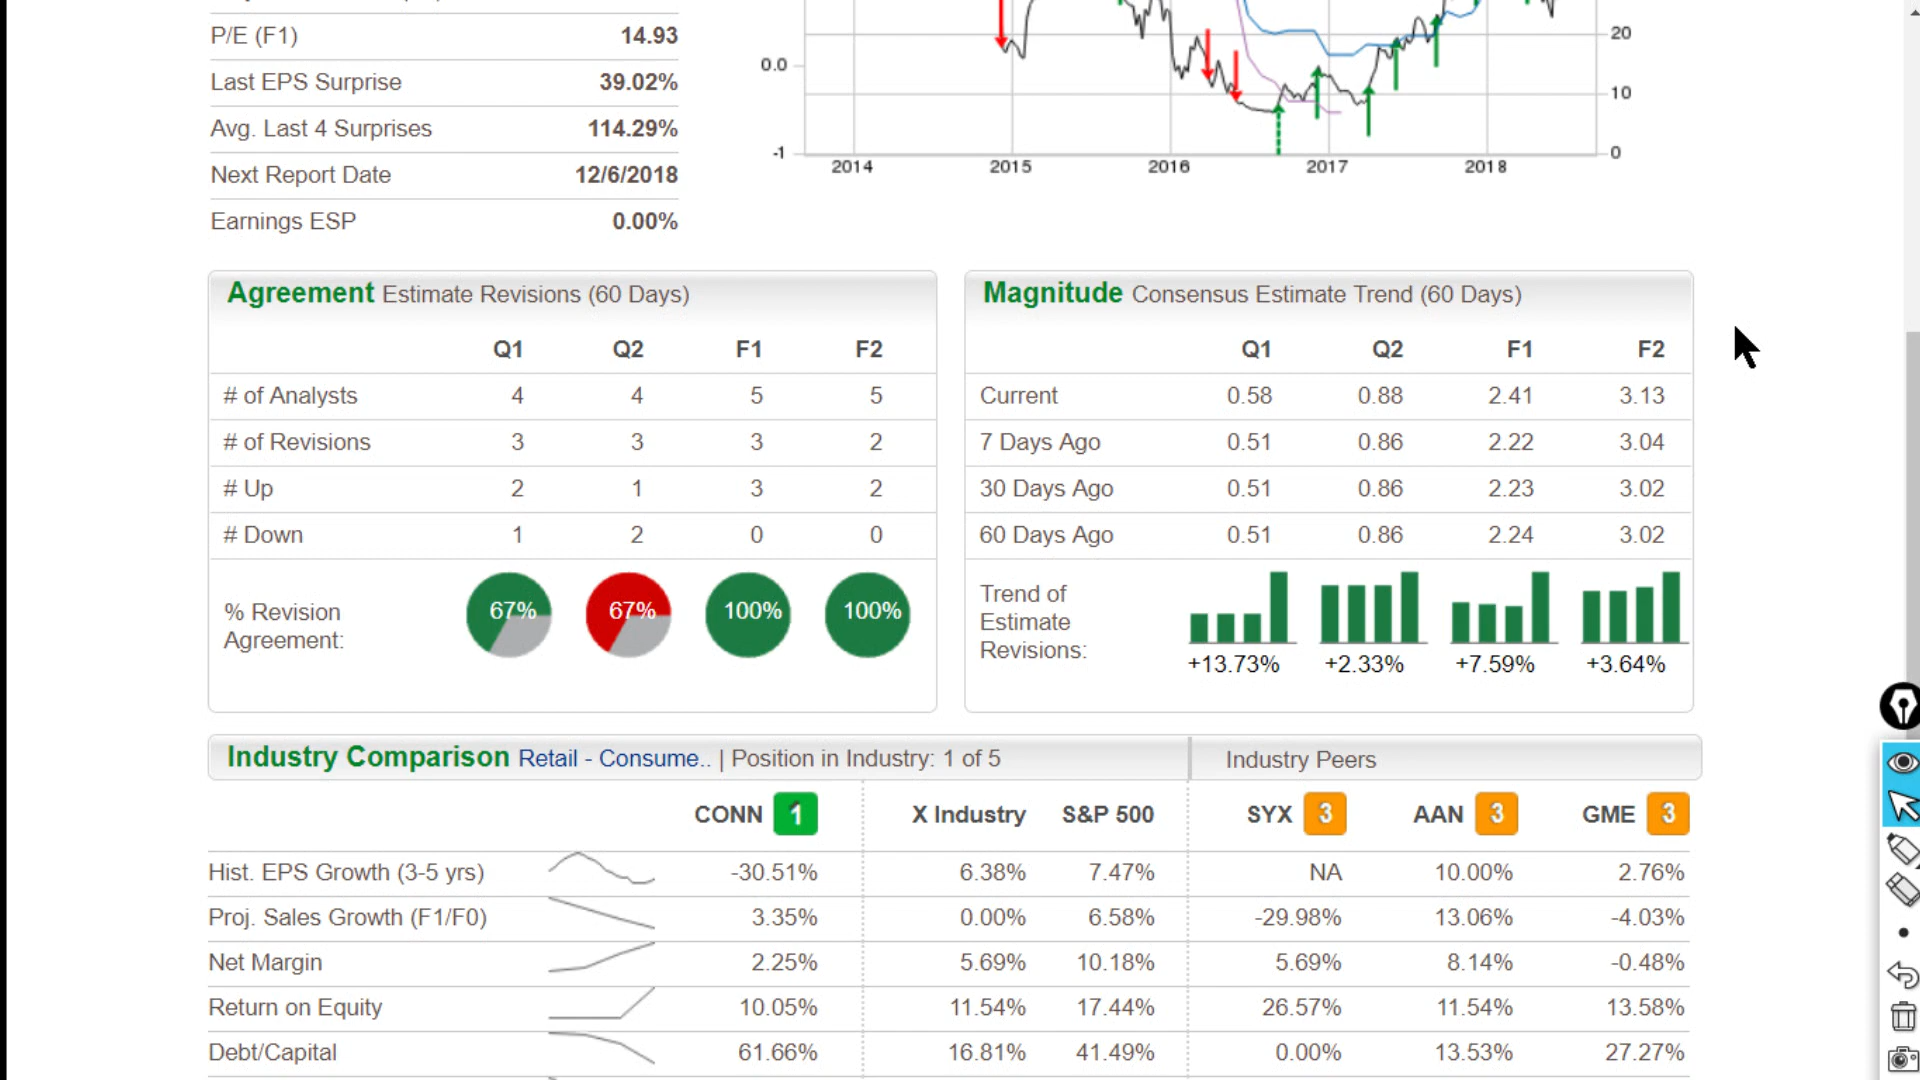 P/E (F1) 14.93
Last EPS Surprise 39.02%
Avg. Last 4 Surprises 114.29%
Next Report Date 12/6/2018
Earnings ESP 0.00%
20
0.0
10
-1 0
2014 2015 2016 2017 2018
Agreement Estimate Revisions (60 Days)
Q1 Q2 F1 F2
# of Analysts 4 4 5 5
# of Revisions 3 3 3 2
# Up 2 1 3 2
# Down 1 2 0 0
% Revision
Agreement:
67% 67% 100% 100%
Magnitude Consensus Estimate Trend (60 Days)
Q1 Q2 F1 F2
Current 0.58 0.88 2.41 3.13
7 Days Ago 0.51 0.86 2.22 3.04
30 Days Ago 0.51 0.86 2.23 3.02
60 Days Ago 0.51 0.86 2.24 3.02
Trend of
Estimate
Revisions:
+13.73% +2.33% +7.59% +3.64%
Industry Comparison Retail - Consume.. | Position in Industry: 1 of 5 Industry Peers
CONN 1 X Industry S&P 500 SYX 3 AAN 3 GME 3
Hist. EPS Growth (3-5 yrs) -30.51% 6.38% 7.47% NA 10.00% 2.76%
Proj. Sales Growth (F1/F0) 3.35% 0.00% 6.58% -29.98% 13.06% -4.03%
Net Margin 2.25% 5.69% 10.18% 5.69% 8.14% -0.48%
Return on Equity 10.05% 11.54% 17.44% 26.57% 11.54% 13.58%
Debt/Capital 61.66% 16.81% 41.49% 0.00% 13.53% 27.27%